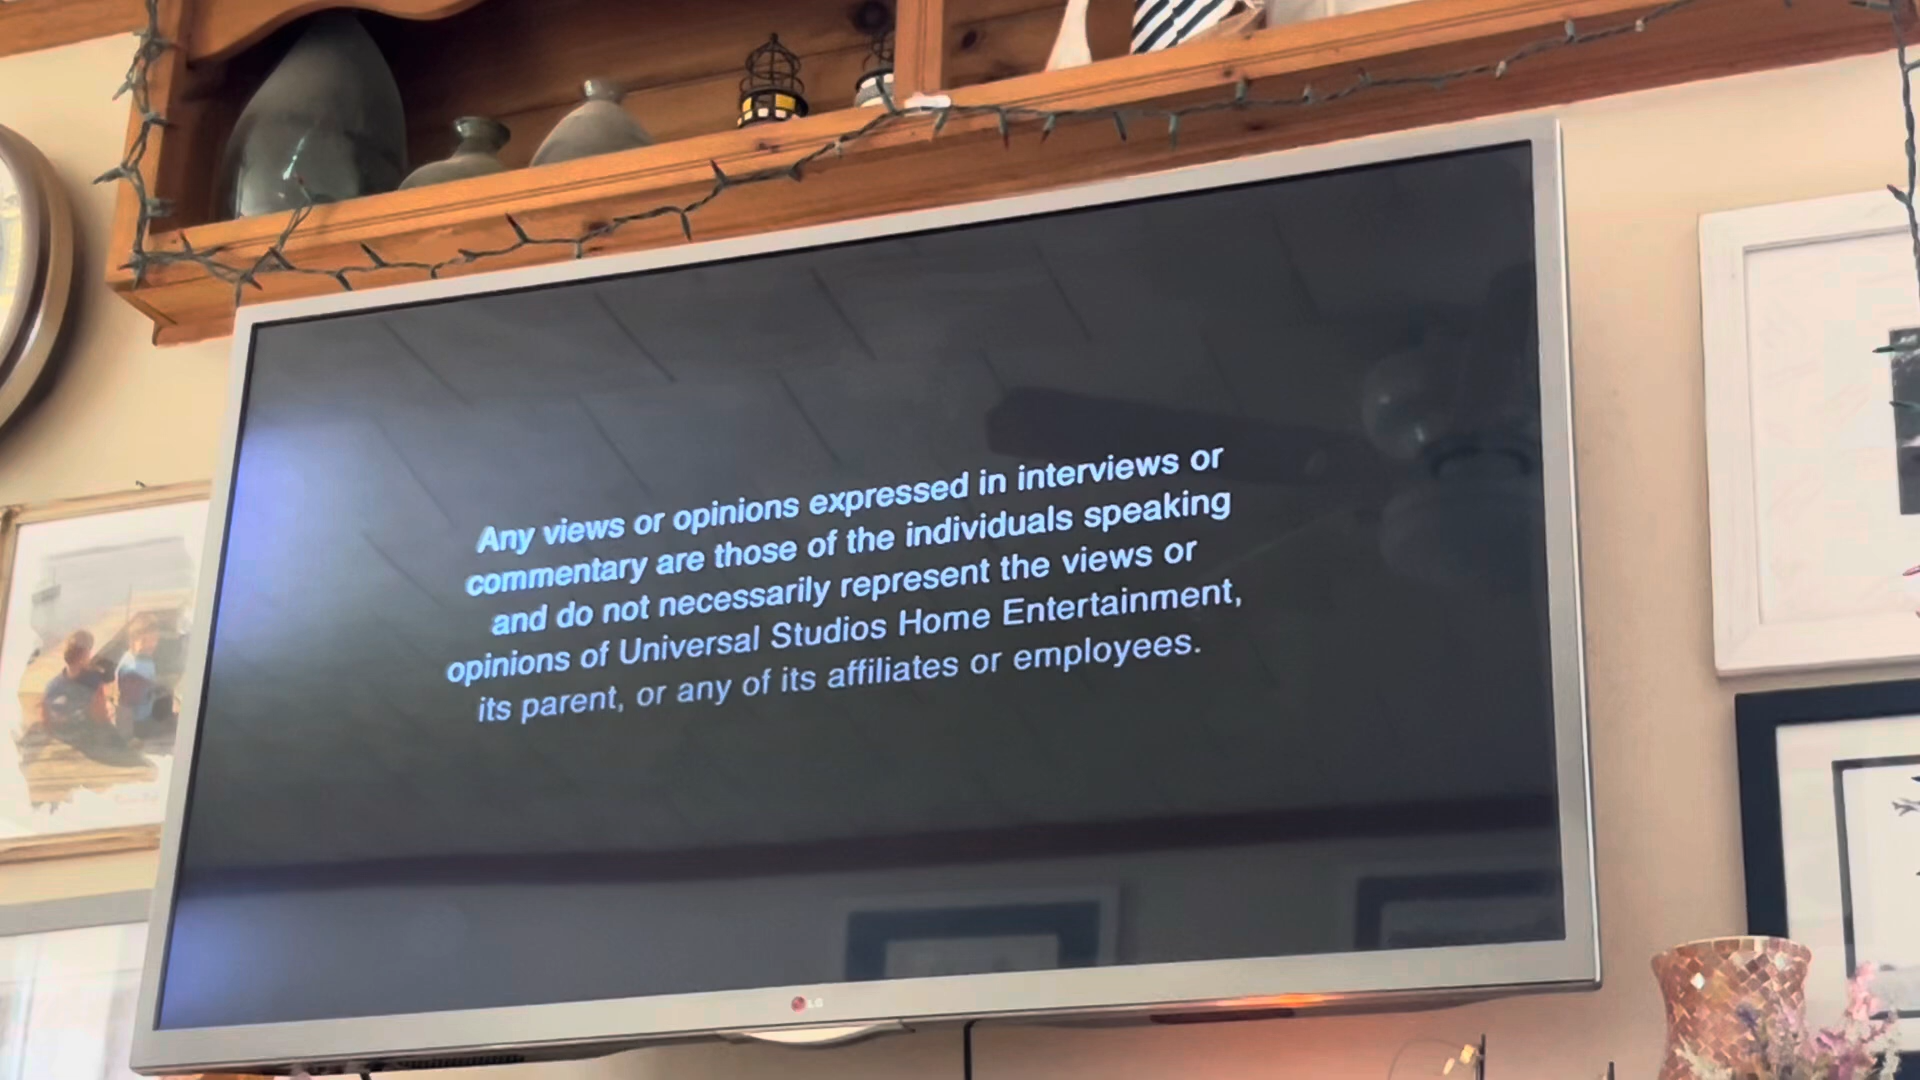 Any views or opinions expressed in interviews or
commentary are those of the individuals speaking
and do not necessarily represent the views or
opinions of Universal Studios Home Entertainment,
its parent, or any of its affiliates or employees.
LG